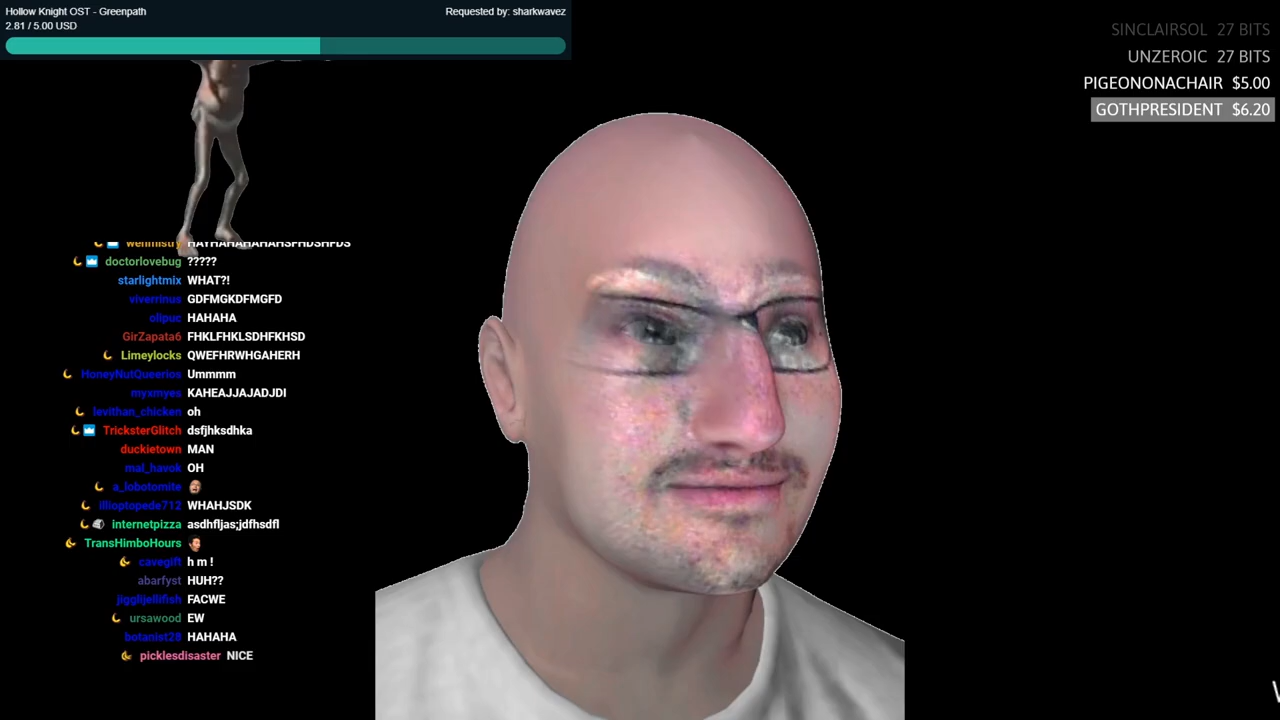 Hollow Knight OST - Greenpath
Requested by: sharkwavez
2.81 / 5.00 USD
SINCLAIRSOL 27 BITS
UNZEROIC 27 BITS
PIGEONONACHAIR $5.00
GOTHPRESIDENT $6.20
doctorlovebug ?????
starlightmix WHAT?!
viverrinus GDFMGKDFMGFD
olipuc HAHAHA
GirZapata6 FHKLFHKLSDHFKHSD
Limeylocks QWEFHRWHGAHERH
HoneyNutQueerios Ummmm
myxmyes KAHEAJJAJADJDI
levithan_chicken oh
TricksterGlitch dsfjhksdhka
duckietown MAN
mal_havok OH
a_lobotomite
illioptopede712 WHAHJSDK
internetpizza asdhfljas;jdfhsdfl
TransHimboHours
cavegift h m !
abarfyst HUH??
jigglijellifish FACWE
ursawood EW
botanist28 HAHAHA
picklesdisaster NICE